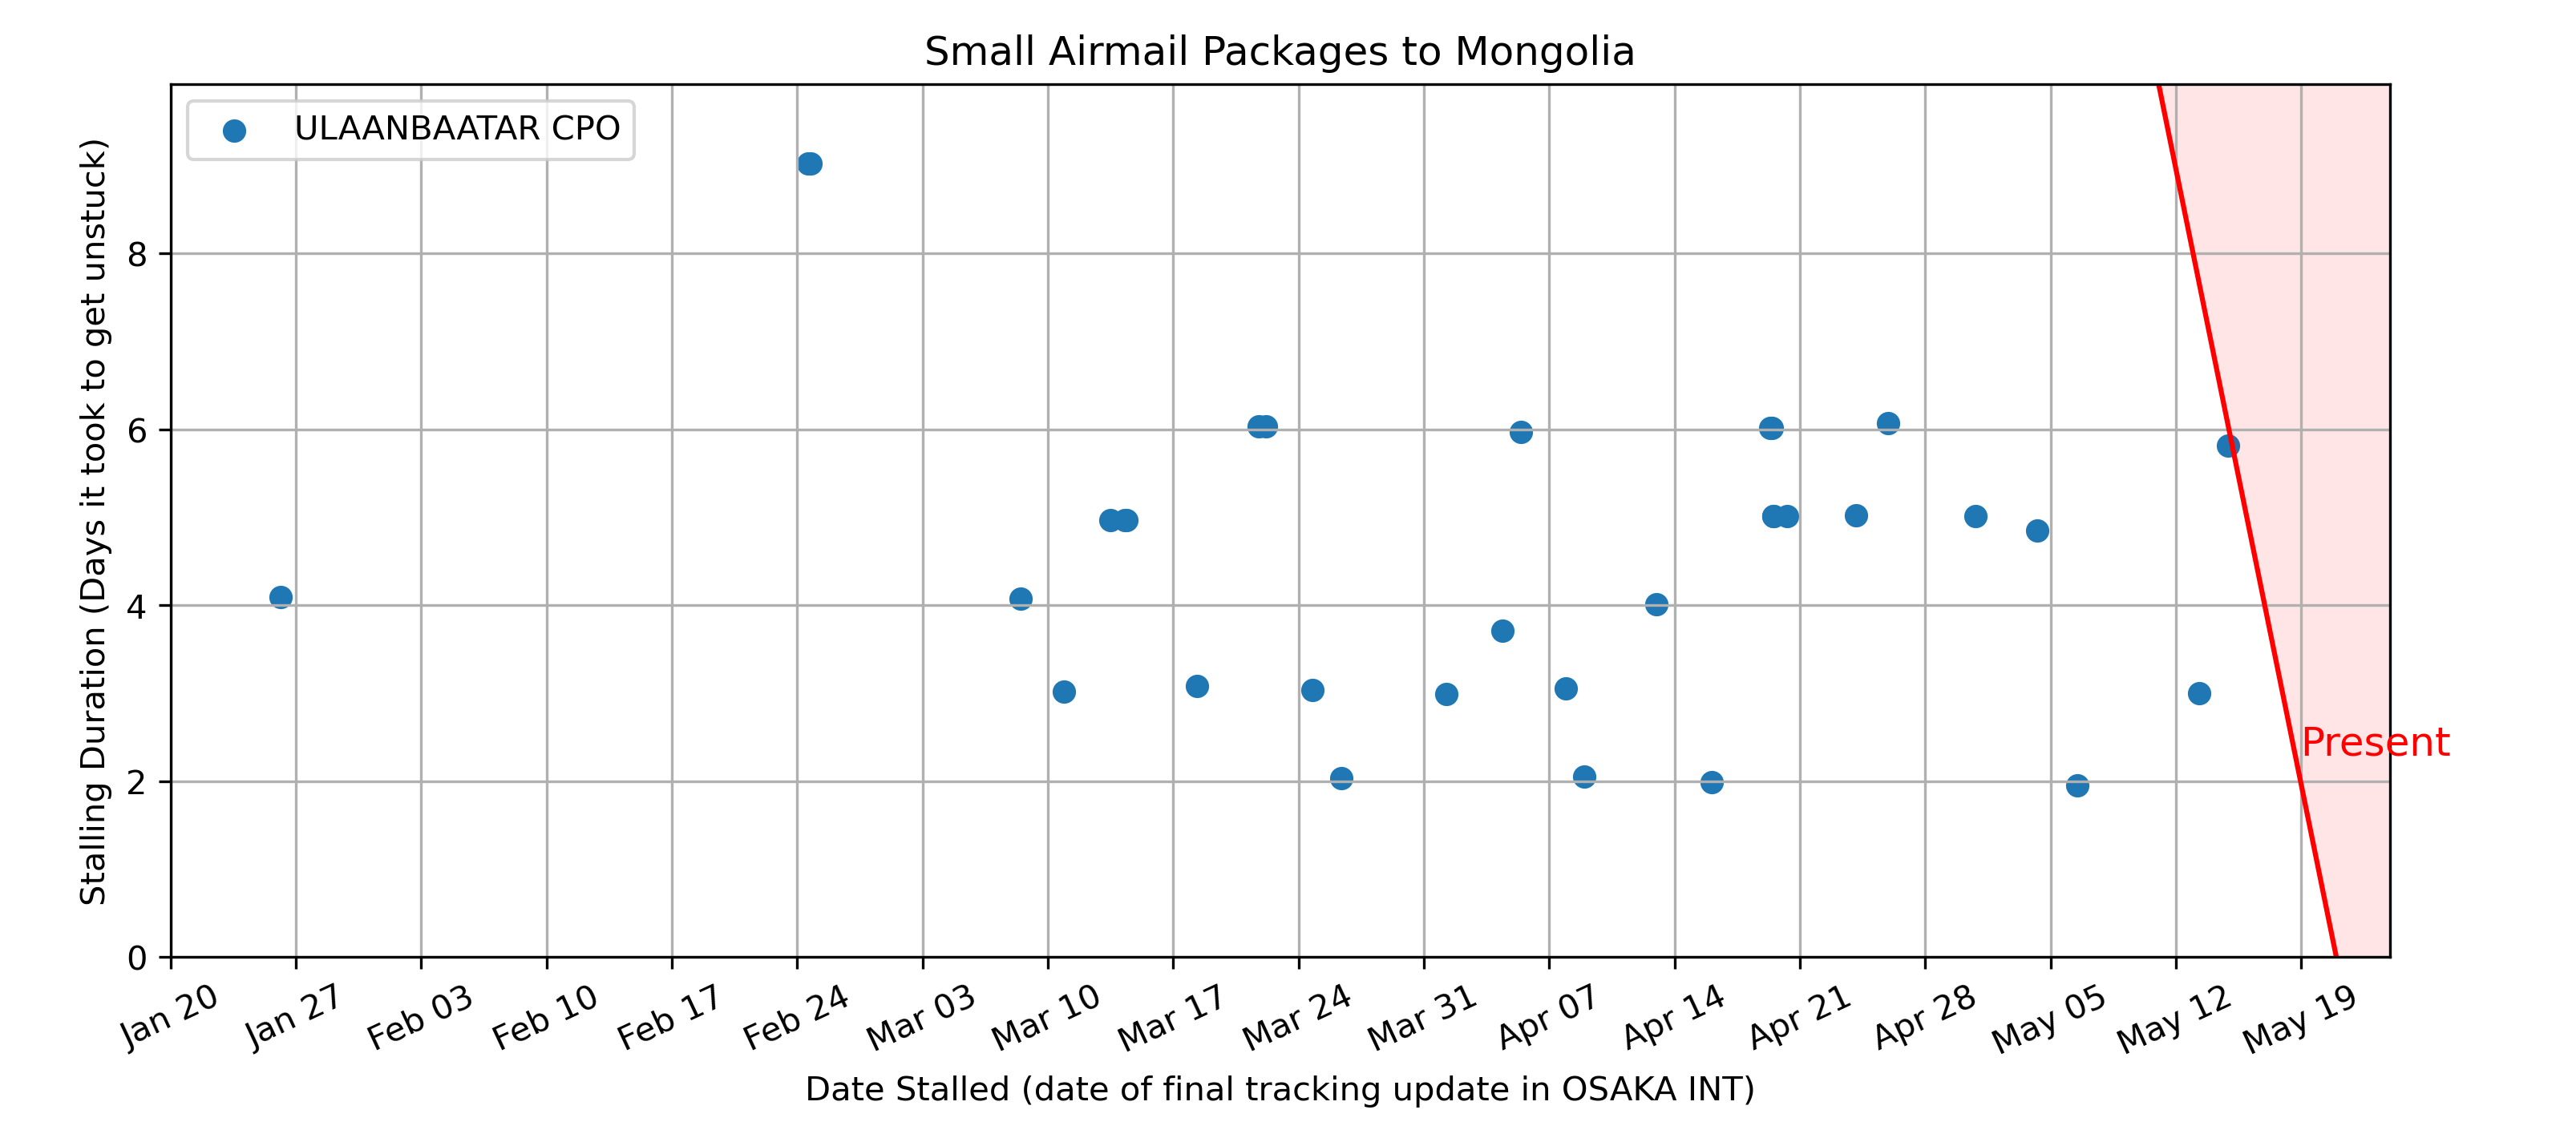 Small Airmail Packages to Mongolia
ULAANBAATAR CPO
Stalling Duration (Days it took to get unstuck)
8
6
4
2
0
Present
Jan 20
Jan 27
Feb 03
Feb 10
Feb 17
Feb 24
Mar 03
Mar 10
Mar 17
Mar 24
Mar 31
Apr 07
Apr 14
Apr 21
Apr 28
May 05
May 12
May 19
Date Stalled (date of final tracking update in OSAKA INT)